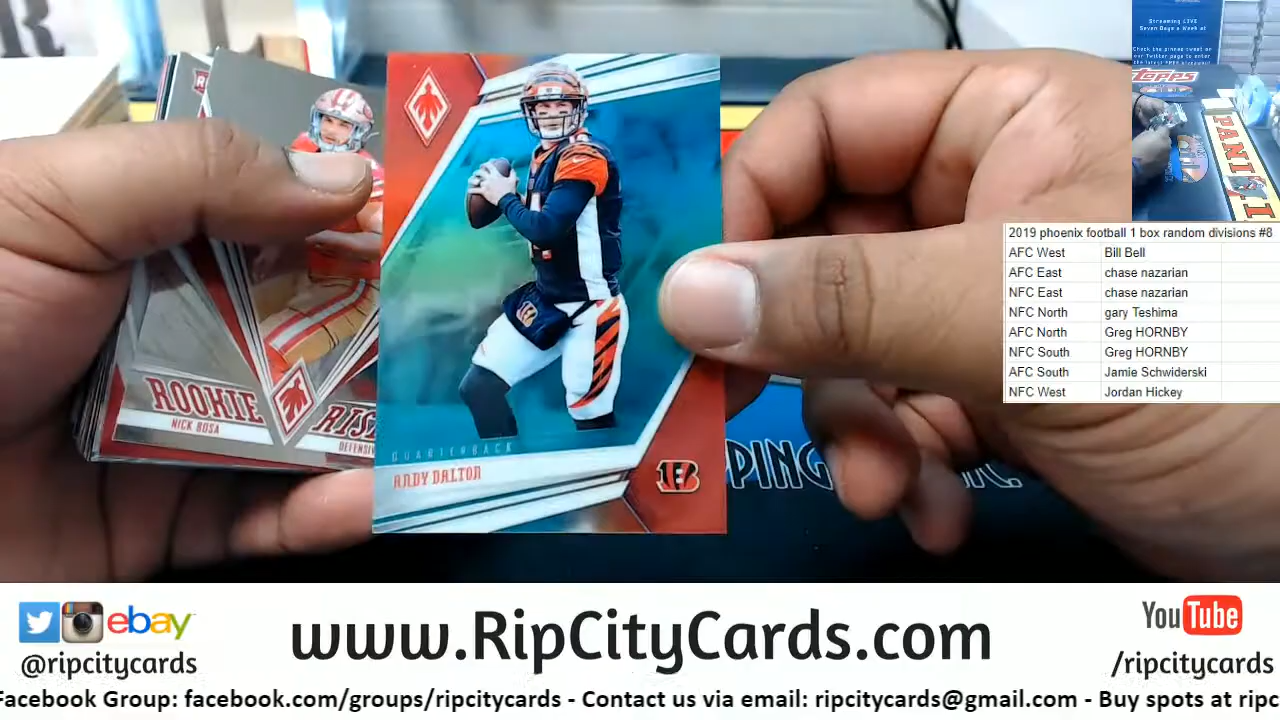 Streaming LIVE
Seven Days a Week at
Check the pinned tweet on
our Twitter page to enter
Topps
PANINI
R
ROOKIE
RIS
NICK BOSA
DEFENSIV
QUARTERBACK
ANDY DALTON
B
PING
2019 phoenix football 1 box random divisions #8
AFC West Bill Bell
AFC East chase nazarian
NFC East chase nazarian
NFC North gary Teshima
AFC North Greg HORNBY
NFC South Greg HORNBY
AFC South Jamie Schwiderski
NFC West Jordan Hickey
ebay
@ripcitycards
www.RipCityCards.com
YouTube
/ripcitycards
Facebook Group: facebook.com/groups/ripcitycards - Contact us via email: ripcitycards@gmail.com - Buy spots at ripc